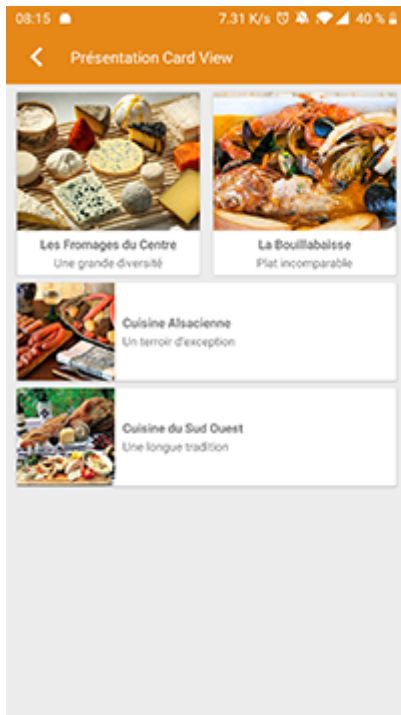 08:15 7.31 K/s 40 %
Présentation Card View
Les Fromages du Centre
Une grande diversité
La Bouillabaisse
Plat incomparable
Cuisine Alsacienne
Un terroir d'exception
Cuisine du Sud Ouest
Une longue tradition